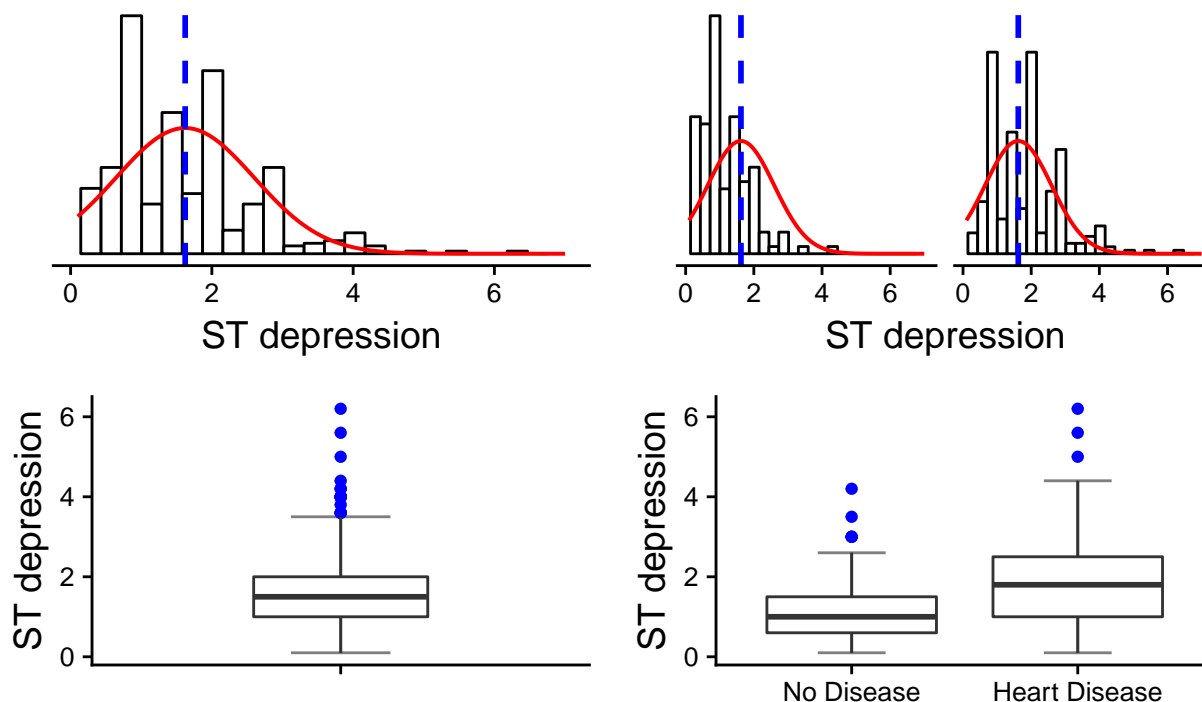 0 2 4 6
ST depression
0 2 4 6
0 2 4 6
ST depression
ST depression
6
4
2
0
ST depression
6
4
2
0
No Disease
Heart Disease